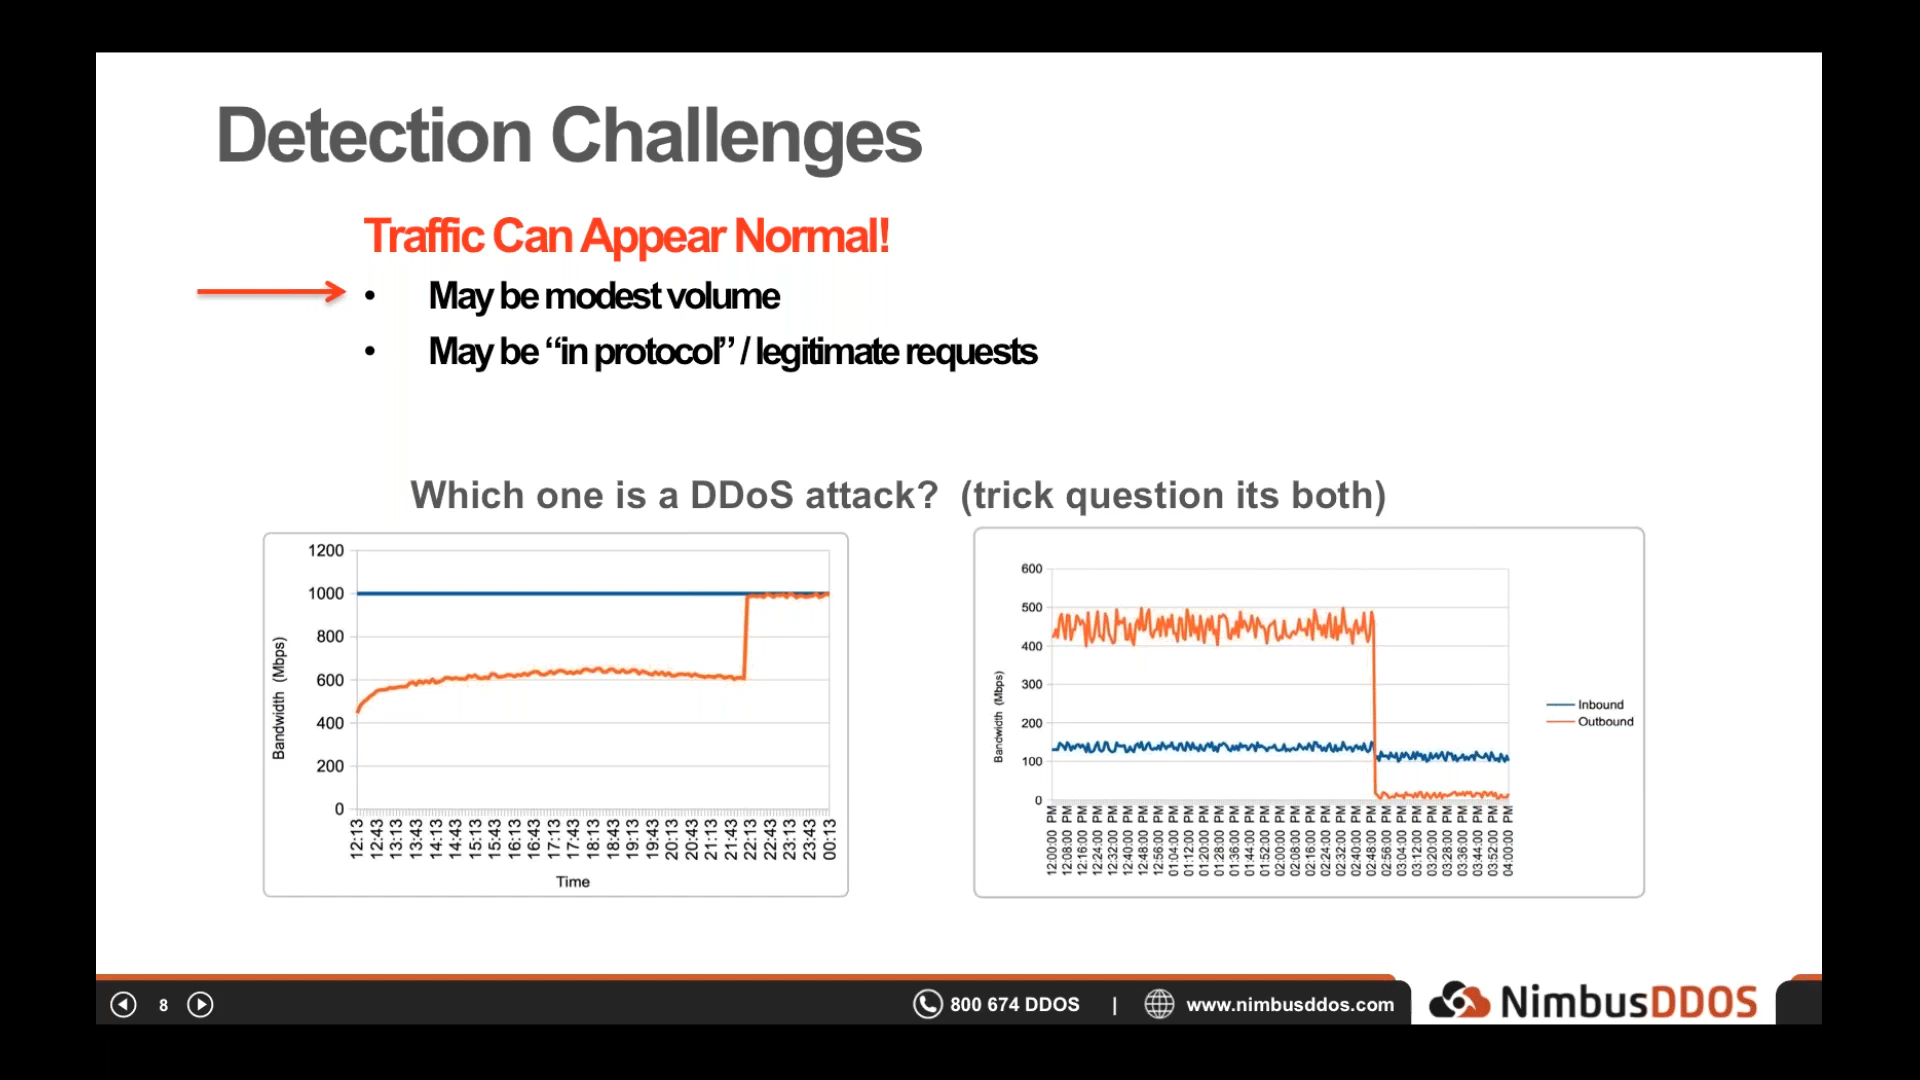 Detection Challenges
Traffic Can Appear Normal!
• May be modest volume
• May be “in protocol” / legitimate requests
Which one is a DDoS attack? (trick question its both)
1200
1000
800
600
400
200
0
Bandwidth (Mbps)
12:13
12:43
13:13
13:43
14:13
14:43
15:13
15:43
16:13
16:43
17:13
17:43
18:13
18:43
19:13
19:43
20:13
20:43
21:13
21:43
22:13
22:43
23:13
23:43
00:13
Time
600
500
400
300
200
100
0
Bandwidth (Mbps)
12:00:00 PM
12:08:00 PM
12:16:00 PM
12:24:00 PM
12:32:00 PM
12:40:00 PM
12:48:00 PM
12:56:00 PM
01:04:00 PM
01:12:00 PM
01:20:00 PM
01:28:00 PM
01:36:00 PM
01:44:00 PM
01:52:00 PM
02:00:00 PM
02:08:00 PM
02:16:00 PM
02:24:00 PM
02:32:00 PM
02:40:00 PM
02:48:00 PM
02:56:00 PM
03:04:00 PM
03:12:00 PM
03:20:00 PM
03:28:00 PM
03:36:00 PM
03:44:00 PM
03:52:00 PM
04:00:00 PM
Inbound
Outbound
8
800 674 DDOS | www.nimbusddos.com
NimbusDDOS